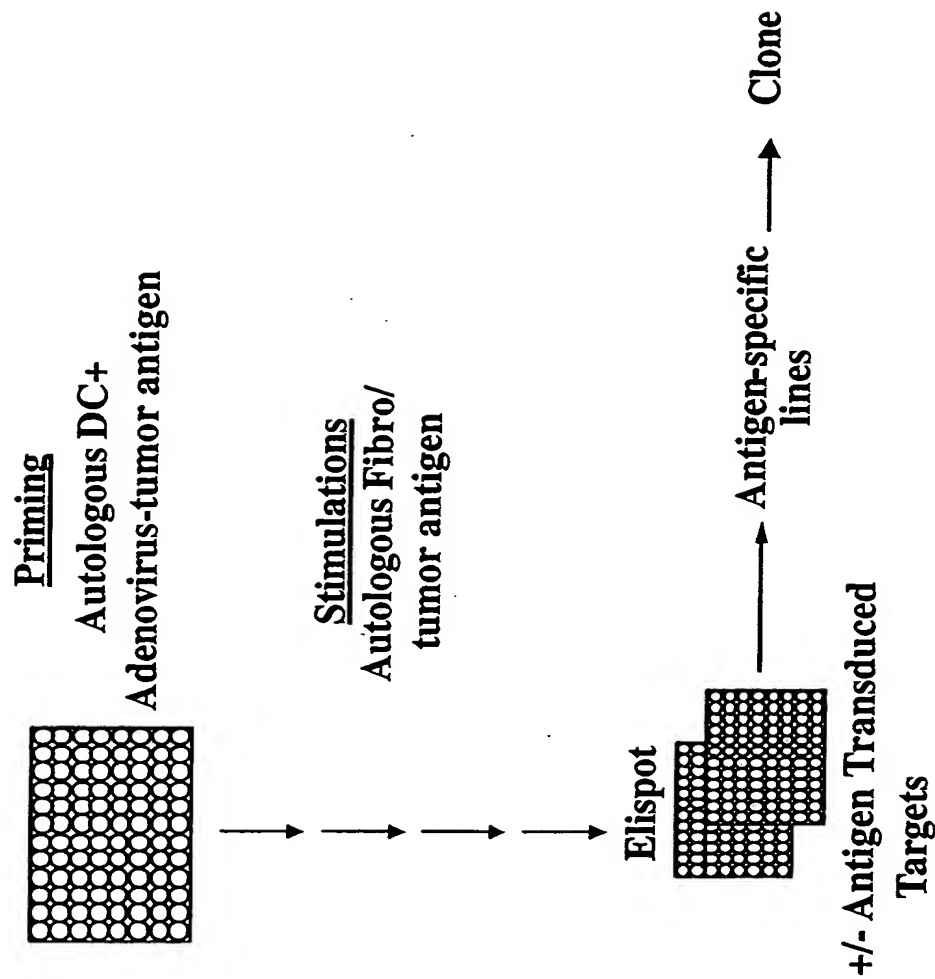 Priming
Autologous DC+
Adenovirus-tumor antigen
Stimulations
Autologous Fibro/
tumor antigen
Elispot
+/- Antigen Transduced
Targets
Antigen-specific
lines
Clone